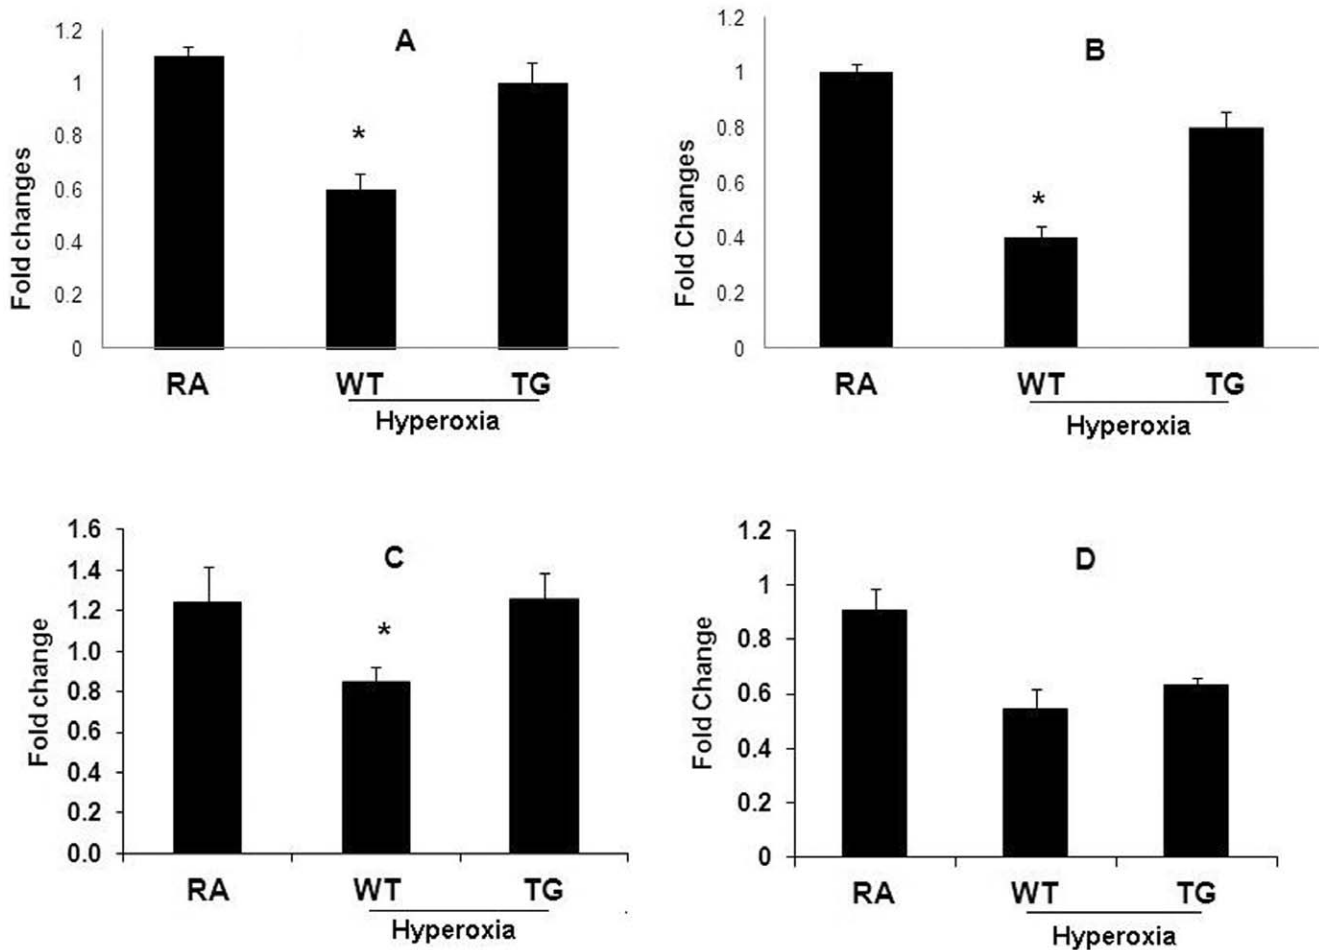 A
Fold changes
1.2
1
0.8
0.6
0.4
0.2
0
*
RA
WT
TG
Hyperoxia
B
Fold Changes
1.2
1
0.8
0.6
0.4
0.2
0
*
RA
WT
TG
Hyperoxia
C
Fold change
1.6
1.4
1.2
1.0
0.8
0.6
0.4
0.2
0.0
*
RA
WT
TG
Hyperoxia
D
Fold Change
1.2
1
0.8
0.6
0.4
0.2
0
RA
WT
TG
Hyperoxia